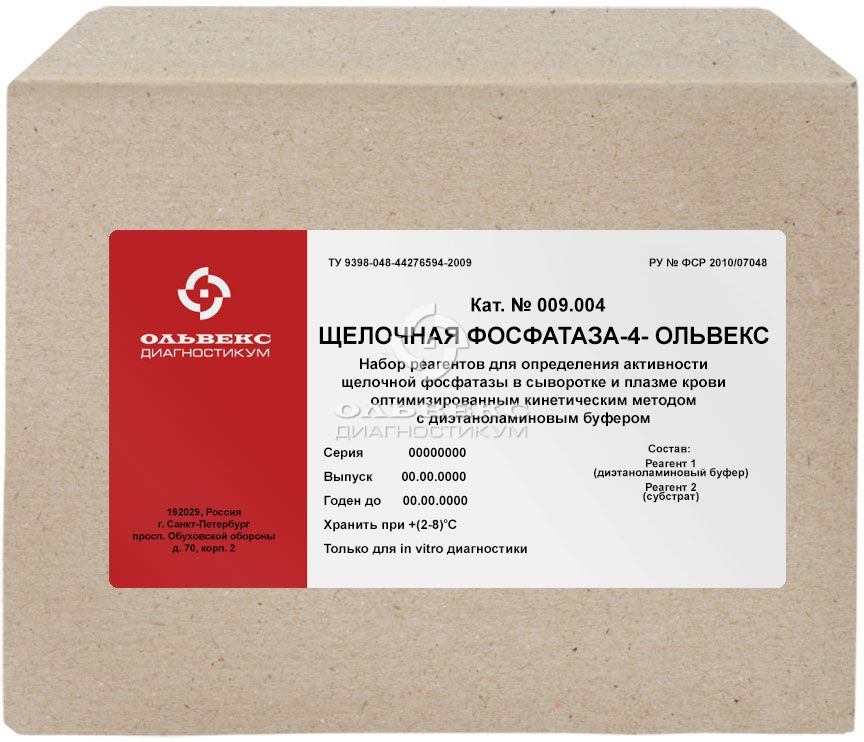 ТУ 9398-048-44276594-2009
РУ № ФСР 2010/07048
Кат. № 009.004
ЩЕЛОЧНАЯ ФОСФАТАЗА-4- ОЛЬВЕКС
Набор реагентов для определения активности
щелочной фосфатазы в сыворотке и плазме крови
оптимизированным кинетическим методом
с диэтаноламиновым буфером
ОЛЬВЕКС
ДИАГНОСТИКУМ
ОЛЬВЕКС
ДИАГНОСТИКУМ
Серия 00000000
Выпуск 00.00.0000
Годен до 00.00.0000
Хранить при +(2-8)°С
Только для in vitro диагностики
Состав:
Реагент 1
(диэтаноламиновый буфер)
Реагент 2
(субстрат)
192029, Россия
г. Санкт-Петербург
просп. Обуховской обороны
д. 70, корп. 2